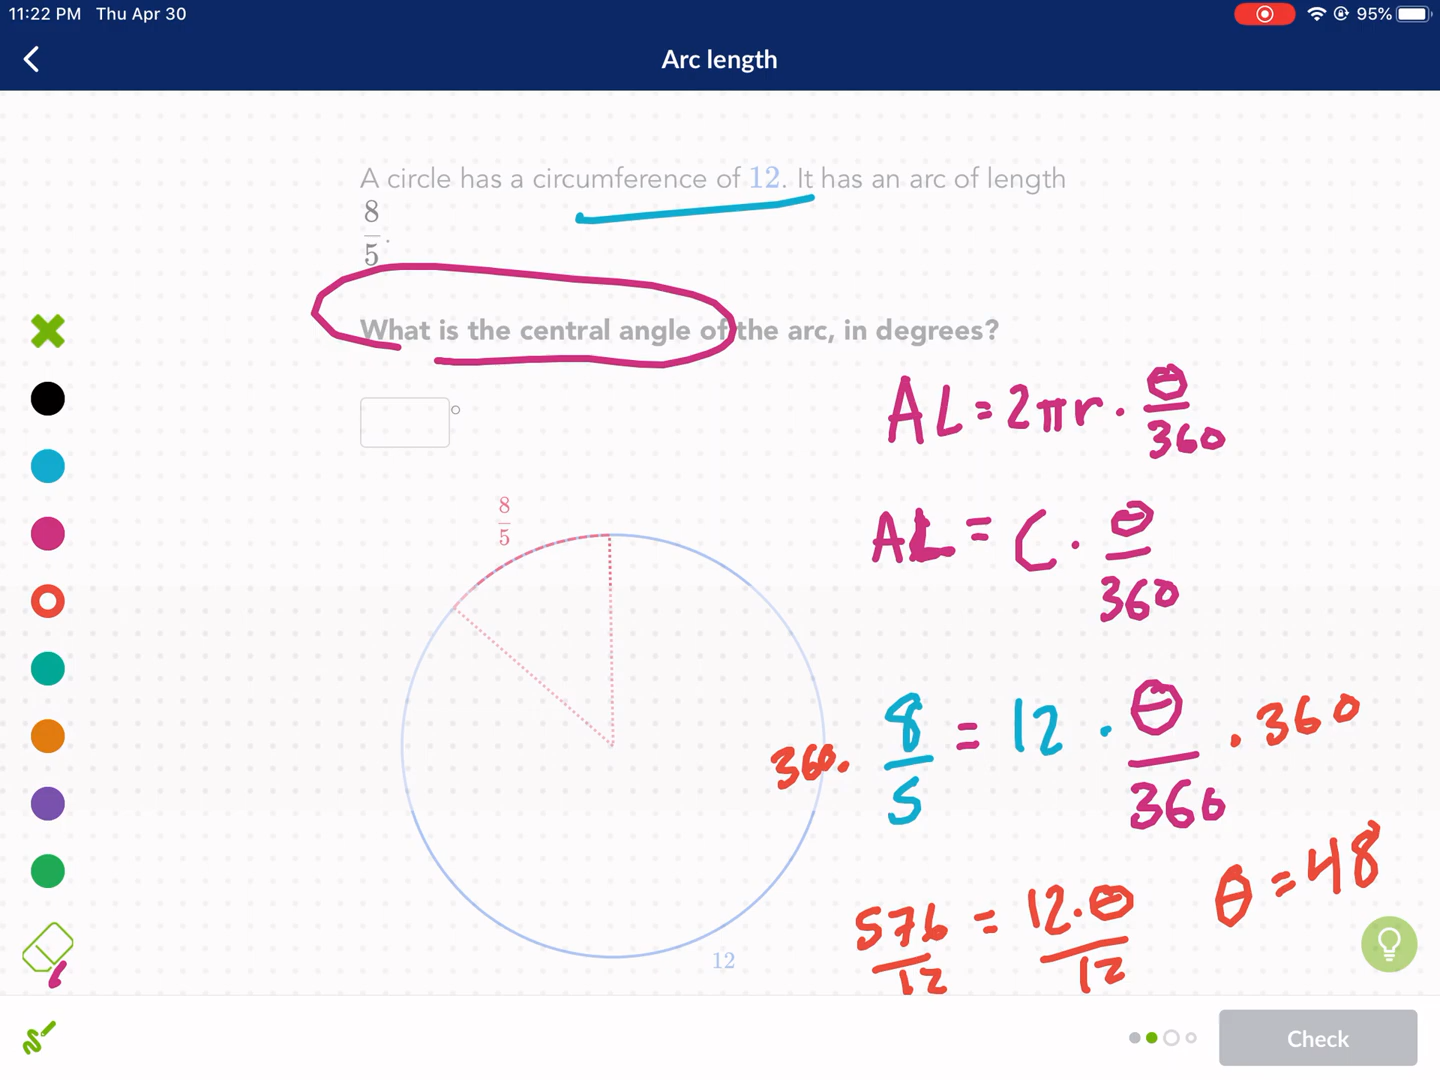 11:22 PM Thu Apr 30
95%
Arc length
A circle has a circumference of 12. It has an arc of length
8/5.
What is the central angle of the arc, in degrees?
°
AL = 2πr · θ/360
8/5
AL = C · θ/360
360. 8/5 = 12 · θ/360 . 360
θ = 48
576/12 = 12·θ/12
12
Check